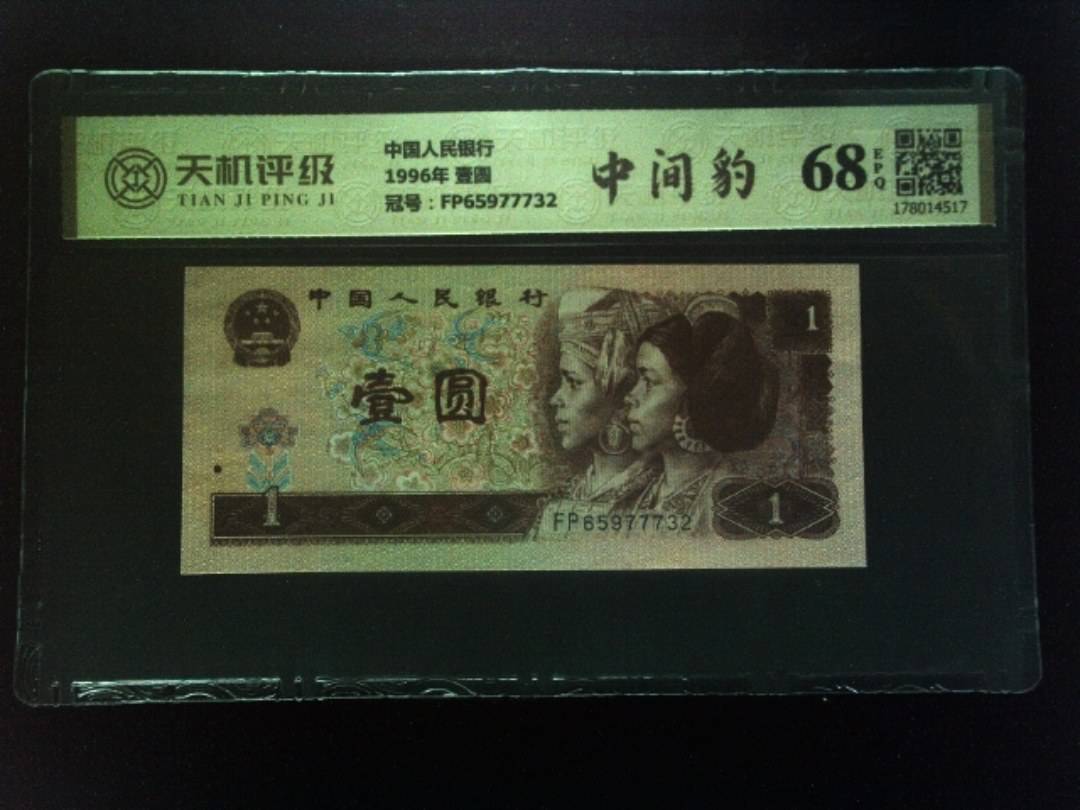 天机评级
TIAN JI PING JI
中国人民银行
1996年 壹圆
冠号：FP65977732
中间豹
68
EPQ
178014517
中国人民银行
1
壹圆
1
FP65977732
1